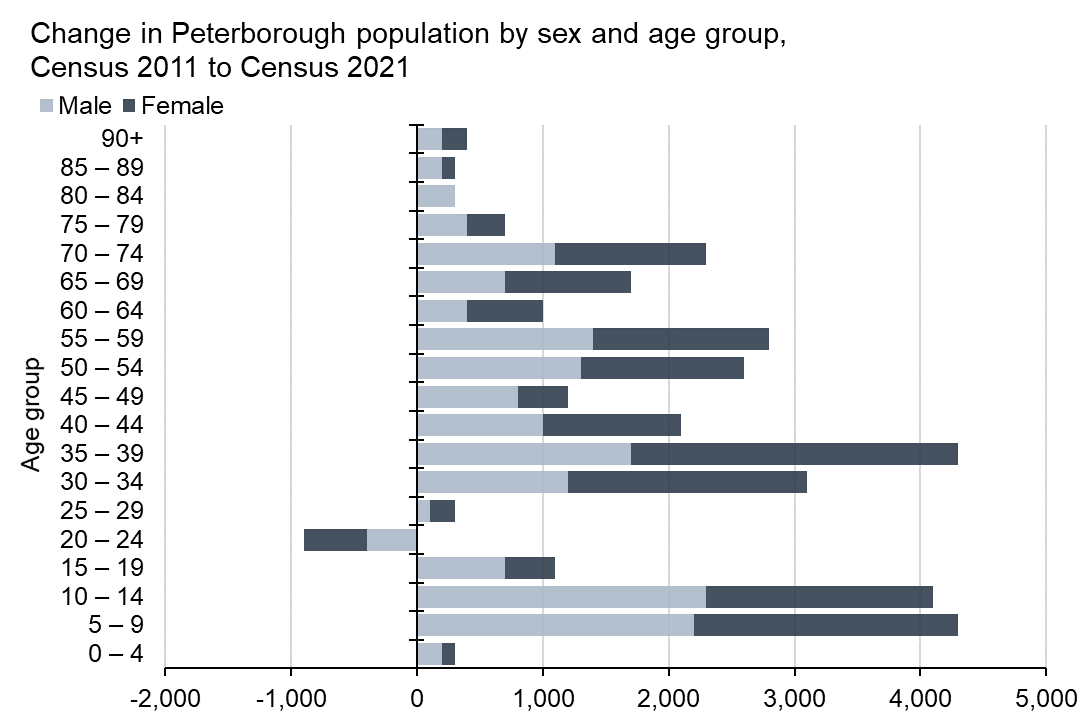 Change in Peterborough population by sex and age group,
Census 2011 to Census 2021
Male Female
90+
85 – 89
80 – 84
75 – 79
70 – 74
65 – 69
60 – 64
55 – 59
50 – 54
45 – 49
40 – 44
35 – 39
30 – 34
25 – 29
20 – 24
15 – 19
10 – 14
5 – 9
0 – 4
Age group
-2,000 -1,000 0 1,000 2,000 3,000 4,000 5,000